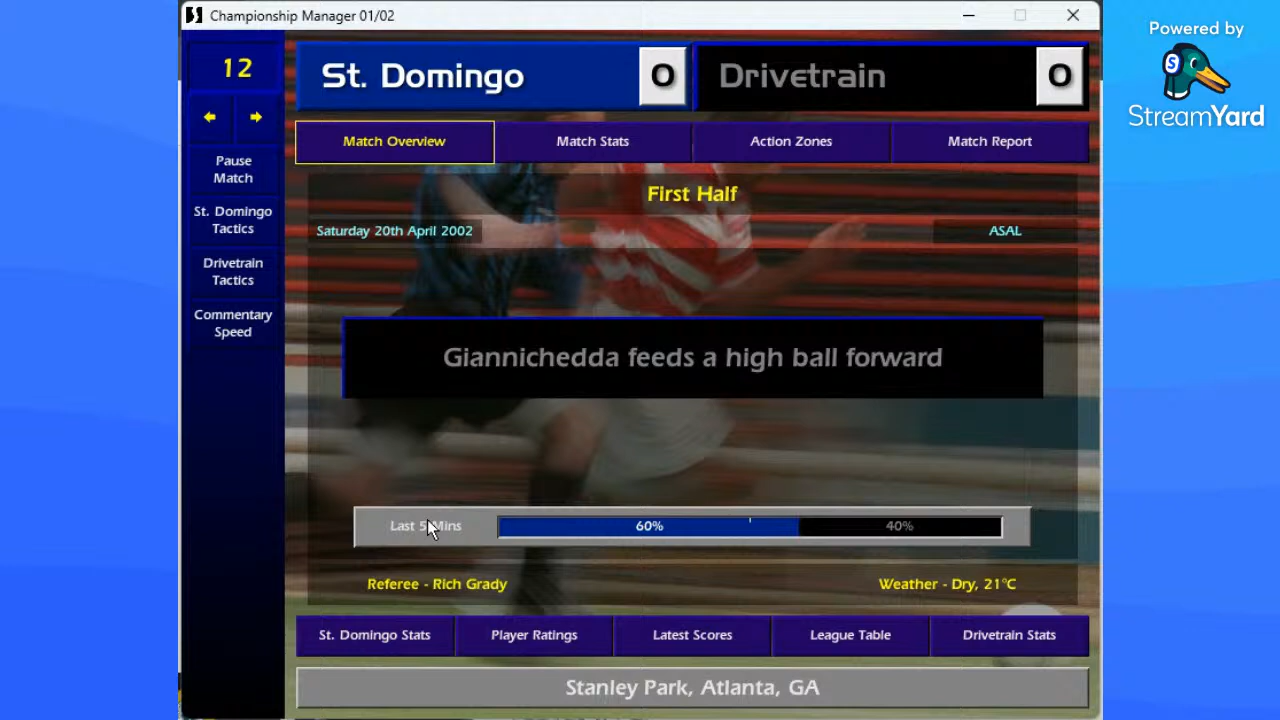 Championship Manager 01/02
Powered by
StreamYard
12
St. Domingo 0
Drivetrain 0
Match Overview
Match Stats
Action Zones
Match Report
Pause
Match
St. Domingo
Tactics
Drivetrain
Tactics
Commentary
Speed
First Half
Saturday 20th April 2002
ASAL
Giannichedda feeds a high ball forward
Last 5 Mins
60%
40%
Referee - Rich Grady
Weather - Dry, 21°C
St. Domingo Stats
Player Ratings
Latest Scores
League Table
Drivetrain Stats
Stanley Park, Atlanta, GA